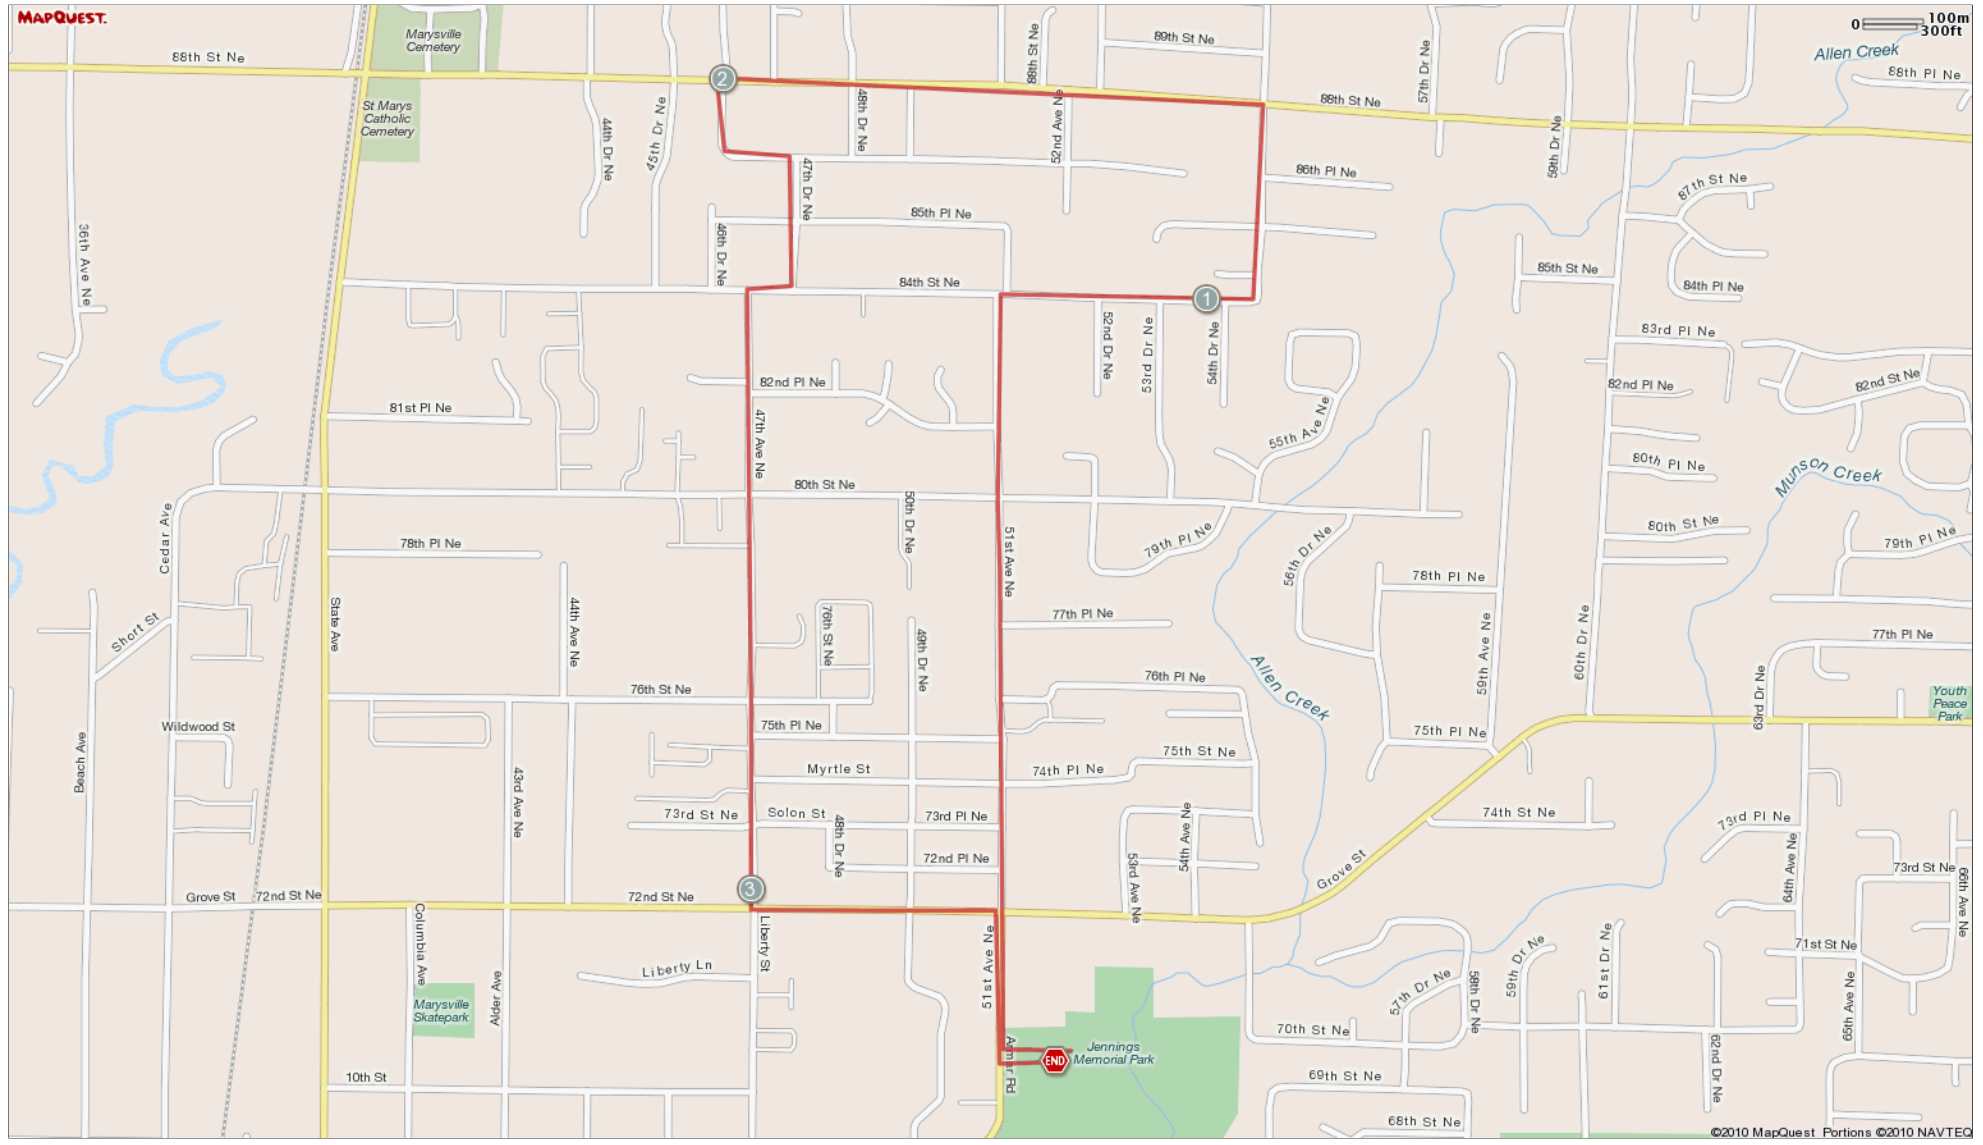 MAPQUEST.
Marysville
Cemetery
88th St Ne
89th St Ne
88th St Ne
57th Dr Ne
0
100m
300ft
Allen Creek
88th Pl Ne
St Marys
Catholic
Cemetery
44th Dr Ne
45th Dr Ne
2
48th Dr Ne
52nd Ave Ne
88th St Ne
59th Dr Ne
47th Dr Ne
86th Pl Ne
87th St Ne
36th Ave Ne
46th Dr Ne
85th Pl Ne
84th St Ne
1
85th St Ne
84th Pl Ne
52nd Dr Ne
53rd Dr Ne
54th Dr Ne
83rd Pl Ne
82nd Pl Ne
82nd Pl Ne
82nd St Ne
81st Pl Ne
47th Ave Ne
55th Ave Ne
80th Pl Ne
Munson Creek
80th St Ne
50th Dr Ne
Cedar Ave
78th Pl Ne
51st Ave Ne
79th Pl Ne
56th Dr Ne
80th St Ne
79th Pl Ne
78th Pl Ne
Short St
State Ave
44th Ave Ne
76th St Ne
49th Dr Ne
77th Pl Ne
59th Ave Ne
60th Dr Ne
77th Pl Ne
Allen Creek
76th St Ne
76th Pl Ne
63rd Dr Ne
Youth
Peace
Park
Wildwood St
75th Pl Ne
75th Pl Ne
Beach Ave
43rd Ave Ne
Myrtle St
74th Pl Ne
75th St Ne
73rd St Ne
Solon St
48th Dr Ne
73rd Pl Ne
54th Ave Ne
74th St Ne
73rd Pl Ne
72nd Pl Ne
53rd Ave Ne
Grove St
64th Ave Ne
73rd St Ne
66th Ave Ne
Grove St
72nd St Ne
72nd St Ne
3
Columbia Ave
Liberty St
51st Ave Ne
71st St Ne
Liberty Ln
57th Dr Ne
58th Dr Ne
59th Dr Ne
61st Dr Ne
65th Ave Ne
Marysville
Skatepark
Alder Ave
70th St Ne
Armar Rd
END
Jennings
Memorial Park
62nd Dr Ne
10th St
69th St Ne
68th St Ne
©2010 MapQuest Portions ©2010 NAVTEQ